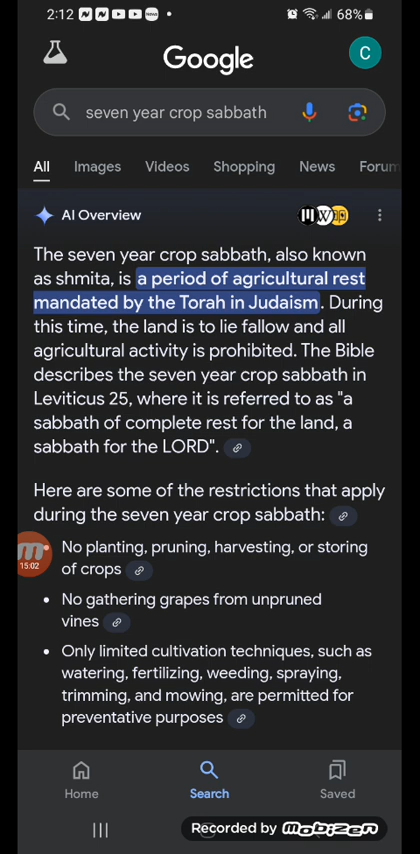 2:12 68%
Google
C
seven year crop sabbath
All Images Videos Shopping News Forum
AI Overview
The seven year crop sabbath, also known
as shmita, is a period of agricultural rest
mandated by the Torah in Judaism. During
this time, the land is to lie fallow and all
agricultural activity is prohibited. The Bible
describes the seven year crop sabbath in
Leviticus 25, where it is referred to as "a
sabbath of complete rest for the land, a
sabbath for the LORD".
Here are some of the restrictions that apply
during the seven year crop sabbath:
No planting, pruning, harvesting, or storing
of crops
15:02
• No gathering grapes from unpruned
vines
• Only limited cultivation techniques, such as
watering, fertilizing, weeding, spraying,
trimming, and mowing, are permitted for
preventative purposes
Home Search Saved
Recorded by mobizen